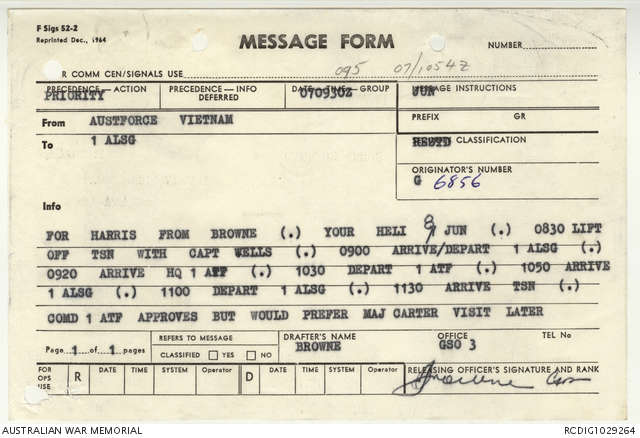 F Sigs 52-2
Reprinted Dec., 1964
MESSAGE FORM
NUMBER
R COMM CEN/SIGNALS USE 095 07/1054Z
PRECEDENCE—ACTION PRECEDENCE—INFO DATE—TIME—GROUP MESSAGE INSTRUCTIONS
PRIORITY DEFERRED 070930Z JUN
From AUSTFORCE VIETNAM PREFIX GR
To 1 ALSG RESTD CLASSIFICATION
ORIGINATOR'S NUMBER
G 6856
Info
FOR HARRIS FROM BROWNE (.) YOUR HELI 9 JUN (.) 0830 LIFT
OFF TSN WITH CAPT WELLS (.) 0900 ARRIVE/DEPART 1 ALSG (.)
0920 ARRIVE HQ 1 ATF (.) 1030 DEPART 1 ATF (.) 1050 ARRIVE
1 ALSG (.) 1100 DEPART 1 ALSG (.) 1130 ARRIVE TSN (.)
COMD 1 ATF APPROVES BUT WOULD PREFER MAJ CARTER VISIT LATER
Page 1 of 1 pages REFERS TO MESSAGE DRAFTER'S NAME OFFICE TEL No
CLASSIFIED YES NO BROWNE GSO 3
FOR OPS USE R DATE TIME SYSTEM Operator D DATE TIME SYSTEM Operator RELEASING OFFICER'S SIGNATURE AND RANK
AUSTRALIAN WAR MEMORIAL RCDIG1029264